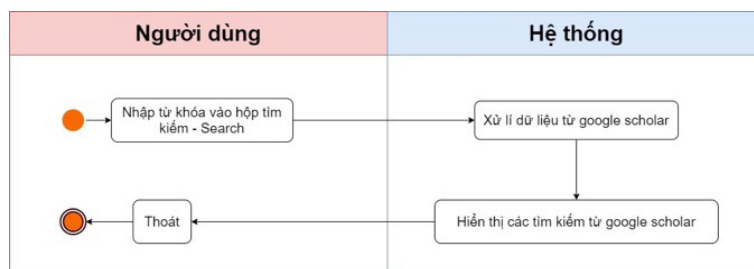 Người dùng
Hệ thống
Nhập từ khóa vào hộp tìm
kiếm - Search
Xử lí dữ liệu từ google scholar
Thoát
Hiển thị các tìm kiếm từ google scholar